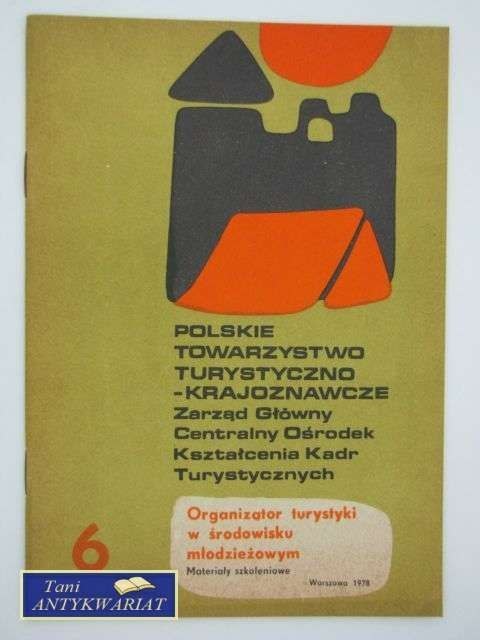 POLSKIE
TOWARZYSTWO
TURYSTYCZNO
-KRAJOZNAWCZE
Zarząd Główny
Centralny Ośrodek
Kształcenia Kadr
Turystycznych
Organizator turystyki
w środowisku
młodzieżowym
Materiały szkoleniowe
Warszawa 1978
6
Tani
ANTYKWARIAT